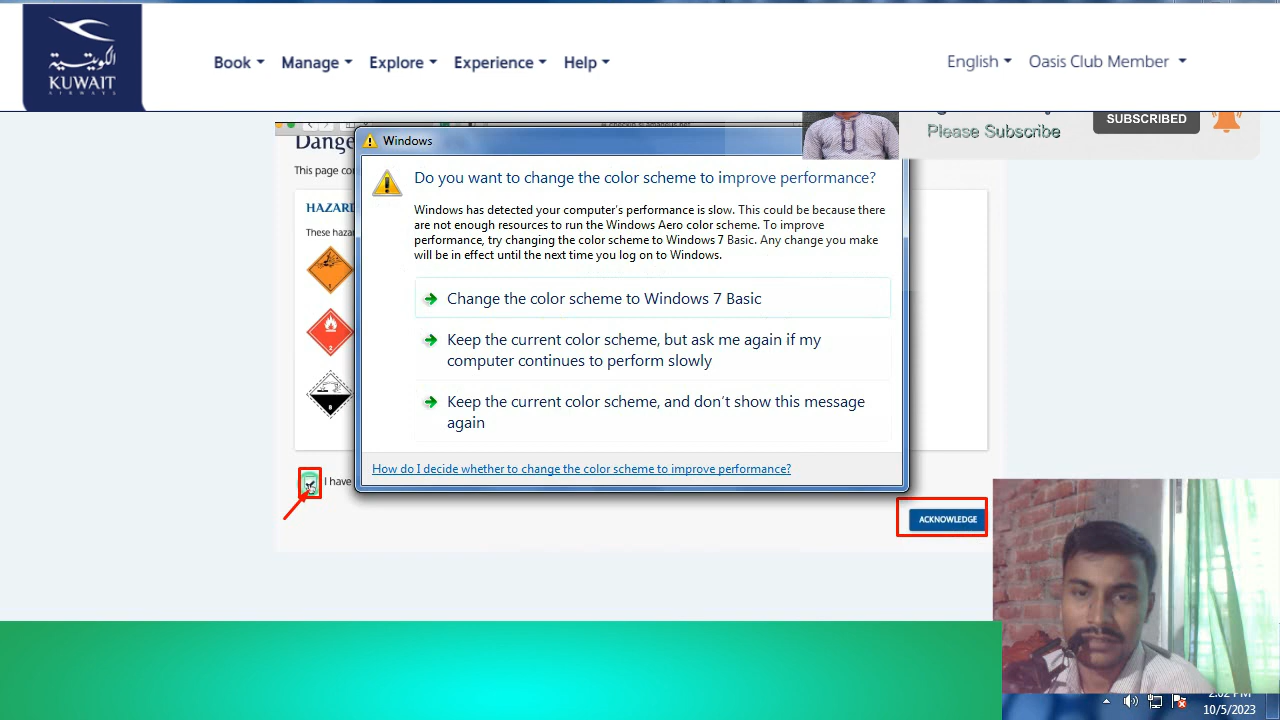 الكويتية
KUWAIT
AIRWAYS
Book
Manage
Explore
Experience
Help
English
Oasis Club Member
Please Subscribe
SUBSCRIBED
Dange
This page co
HAZARD
These hazar
1
2
8
Windows
Do you want to change the color scheme to improve performance?
Windows has detected your computer's performance is slow. This could be because there
are not enough resources to run the Windows Aero color scheme. To improve
performance, try changing the color scheme to Windows 7 Basic. Any change you make
will be in effect until the next time you log on to Windows.
Change the color scheme to Windows 7 Basic
Keep the current color scheme, but ask me again if my
computer continues to perform slowly
Keep the current color scheme, and don't show this message
again
How do I decide whether to change the color scheme to improve performance?
I have
ACKNOWLEDGE
2:02 PM
10/5/2023